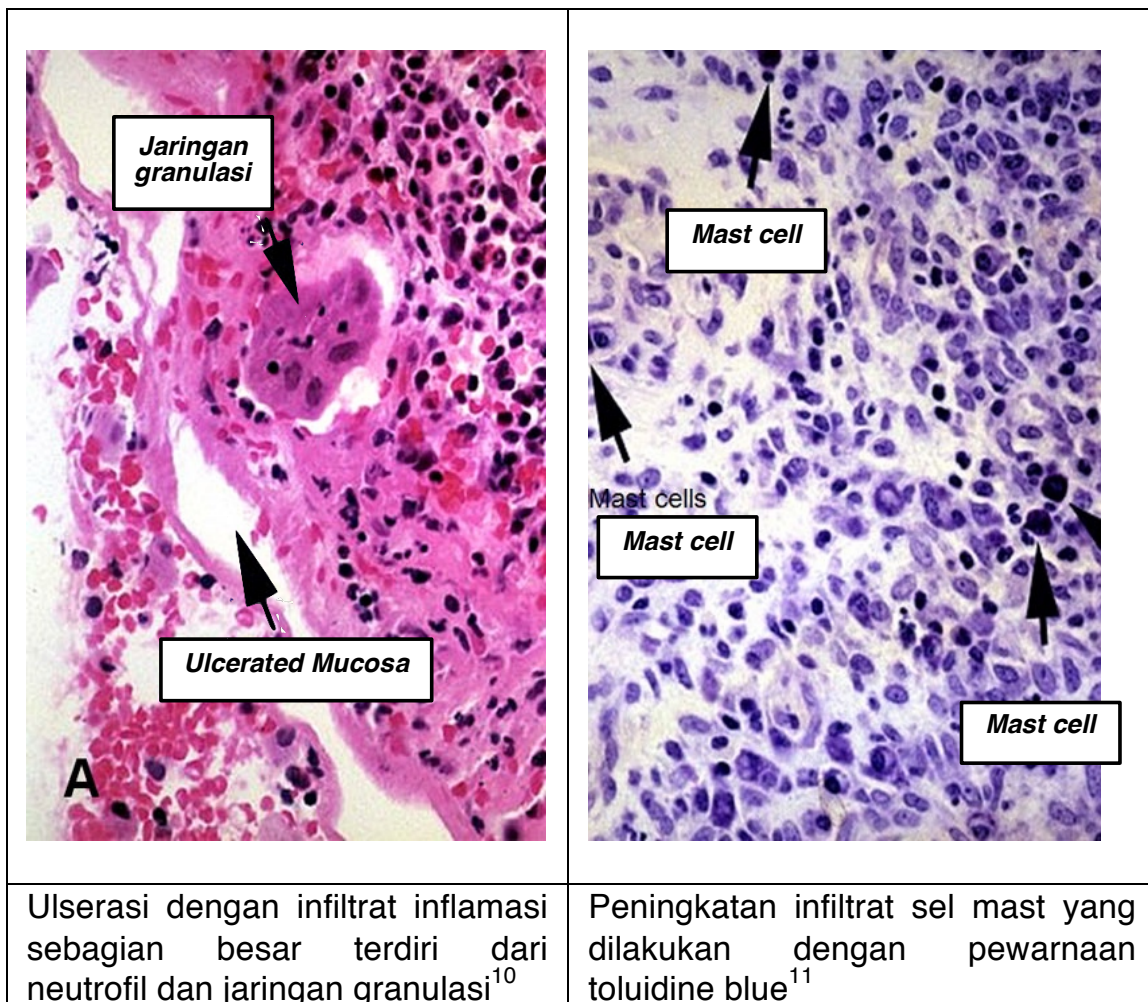 Jaringan
granulasi
Ulcerated Mucosa
A
Ulserasi dengan infiltrat inflamasi
sebagian besar terdiri dari
neutrofil dan jaringan granulasi10
Mast cell
Mast cells
Mast cell
Mast cell
Peningkatan infiltrat sel mast yang
dilakukan dengan pewarnaan
toluidine blue11